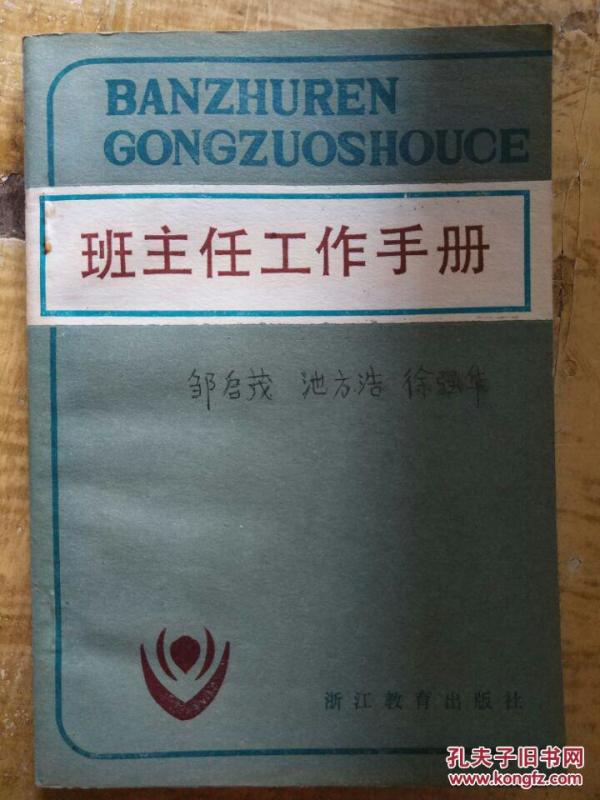 BANZHUREN
GONGZUOSHOUCE
班主任工作手册
邹启茂 池方浩 徐强华
浙江教育出版社
孔夫子旧书网
www.kongfz.com